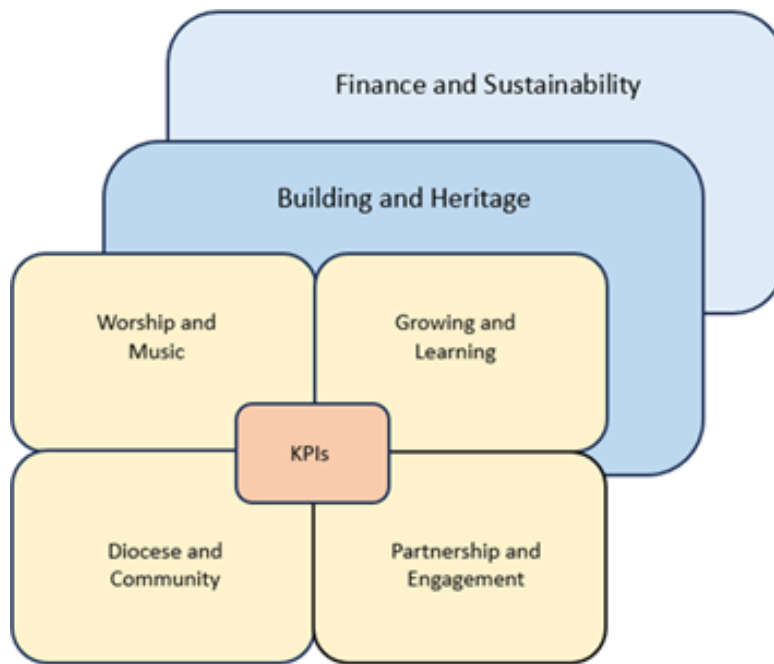 Finance and Sustainability
Building and Heritage
Worship and
Music
Growing and
Learning
KPIs
Diocese and
Community
Partnership and
Engagement